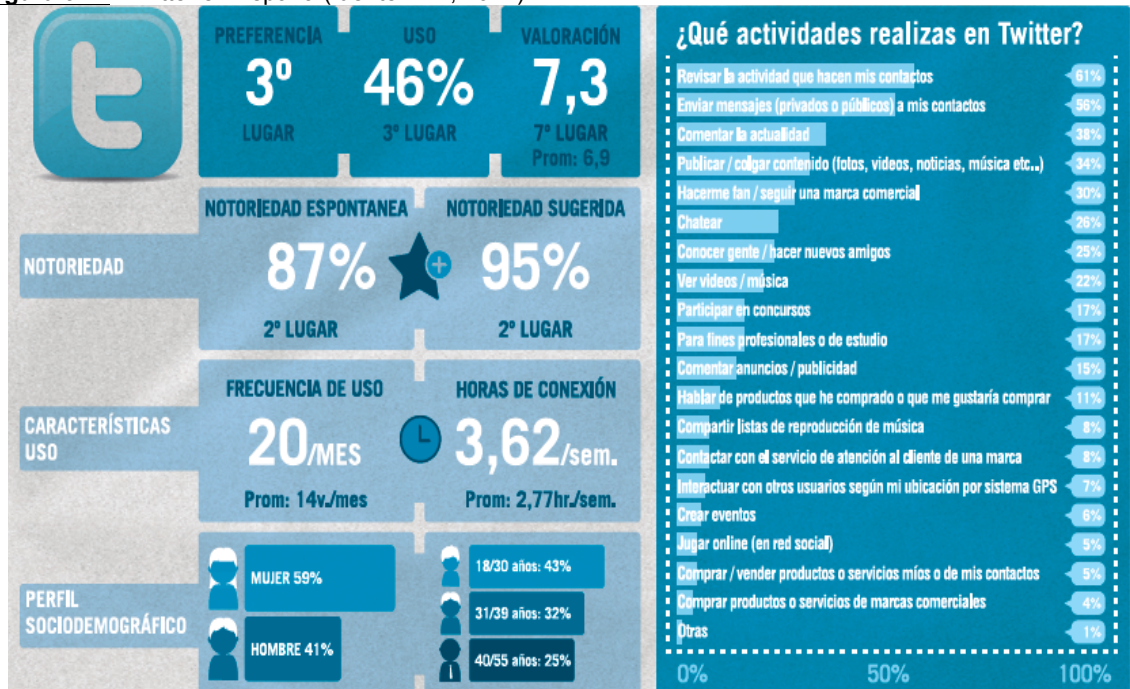 PREFERENCIA
3º
LUGAR
USO
46%
3º LUGAR
VALORACIÓN
7,3
7º LUGAR
Prom: 6,9
NOTORIEDAD
NOTORIEDAD ESPONTANEA
87%
2º LUGAR
NOTORIEDAD SUGERIDA
95%
2º LUGAR
CARACTERÍSTICAS
USO
FRECUENCIA DE USO
20/MES
Prom: 14v./mes
HORAS DE CONEXIÓN
3,62/sem.
Prom: 2,77hr./sem.
PERFIL
SOCIODEMOGRÁFICO
MUJER 59%
HOMBRE 41%
18/30 años: 43%
31/39 años: 32%
40/55 años: 25%
¿Qué actividades realizas en Twitter?
Revisar la actividad que hacen mis contactos 61%
Enviar mensajes (privados o públicos) a mis contactos 56%
Comentar la actualidad 38%
Publicar / colgar contenido (fotos, videos, noticias, música etc..) 34%
Hacerme fan / seguir una marca comercial 30%
Chatear 26%
Conocer gente / hacer nuevos amigos 25%
Ver videos / música 22%
Participar en concursos 17%
Para fines profesionales o de estudio 17%
Comentar anuncios / publicidad 15%
Hablar de productos que he comprado o que me gustaría comprar 11%
Compartir listas de reproducción de música 8%
Contactar con el servicio de atención al cliente de una marca 8%
Interactuar con otros usuarios según mi ubicación por sistema GPS 7%
Crear eventos 6%
Jugar online (en red social) 5%
Comprar / vender productos o servicios míos o de mis contactos 5%
Comprar productos o servicios de marcas comerciales 4%
Otras 1%
0% 50% 100%